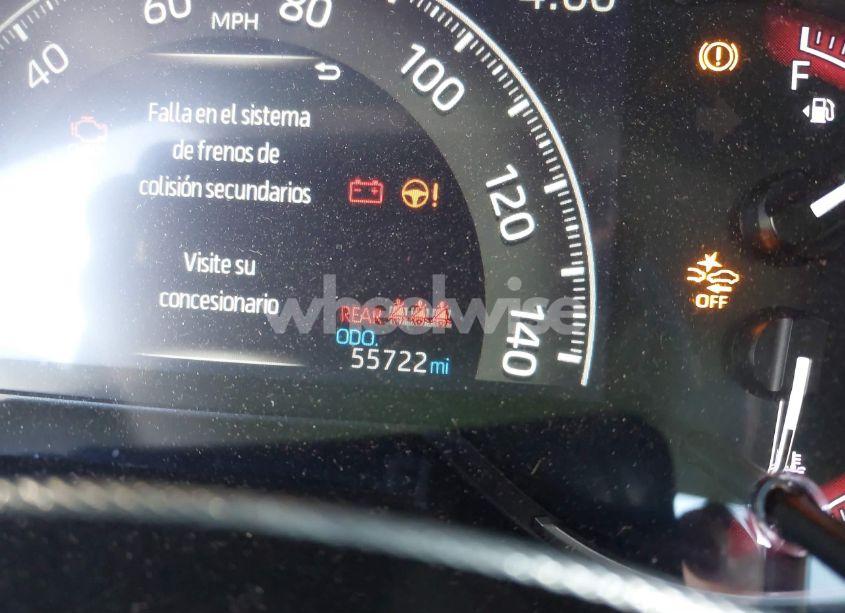 60
80
MPH
40
100
F
Falla en el sistema
de frenos de
colisión secundarios
120
Visite su
concesionario
OFF
wheelwise
REAR
ODO.
140
55722 mi